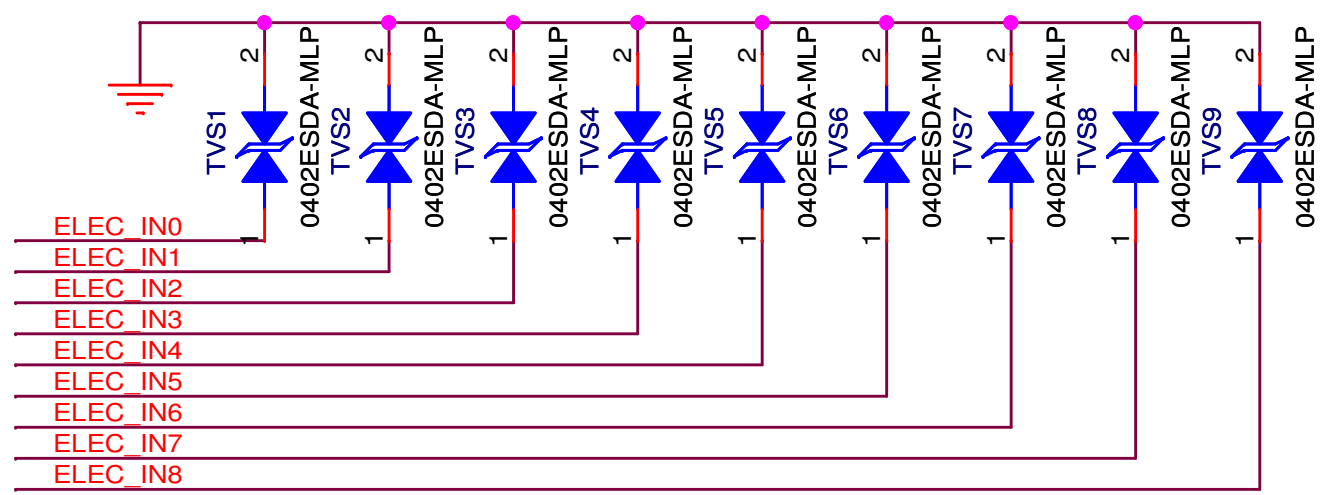 2
TVS1
0402ESDA-MLP
1
2
TVS2
0402ESDA-MLP
1
2
TVS3
0402ESDA-MLP
1
2
TVS4
0402ESDA-MLP
1
2
TVS5
0402ESDA-MLP
1
2
TVS6
0402ESDA-MLP
1
2
TVS7
0402ESDA-MLP
1
2
TVS8
0402ESDA-MLP
1
2
TVS9
0402ESDA-MLP
1
ELEC_IN0
ELEC_IN1
ELEC_IN2
ELEC_IN3
ELEC_IN4
ELEC_IN5
ELEC_IN6
ELEC_IN7
ELEC_IN8